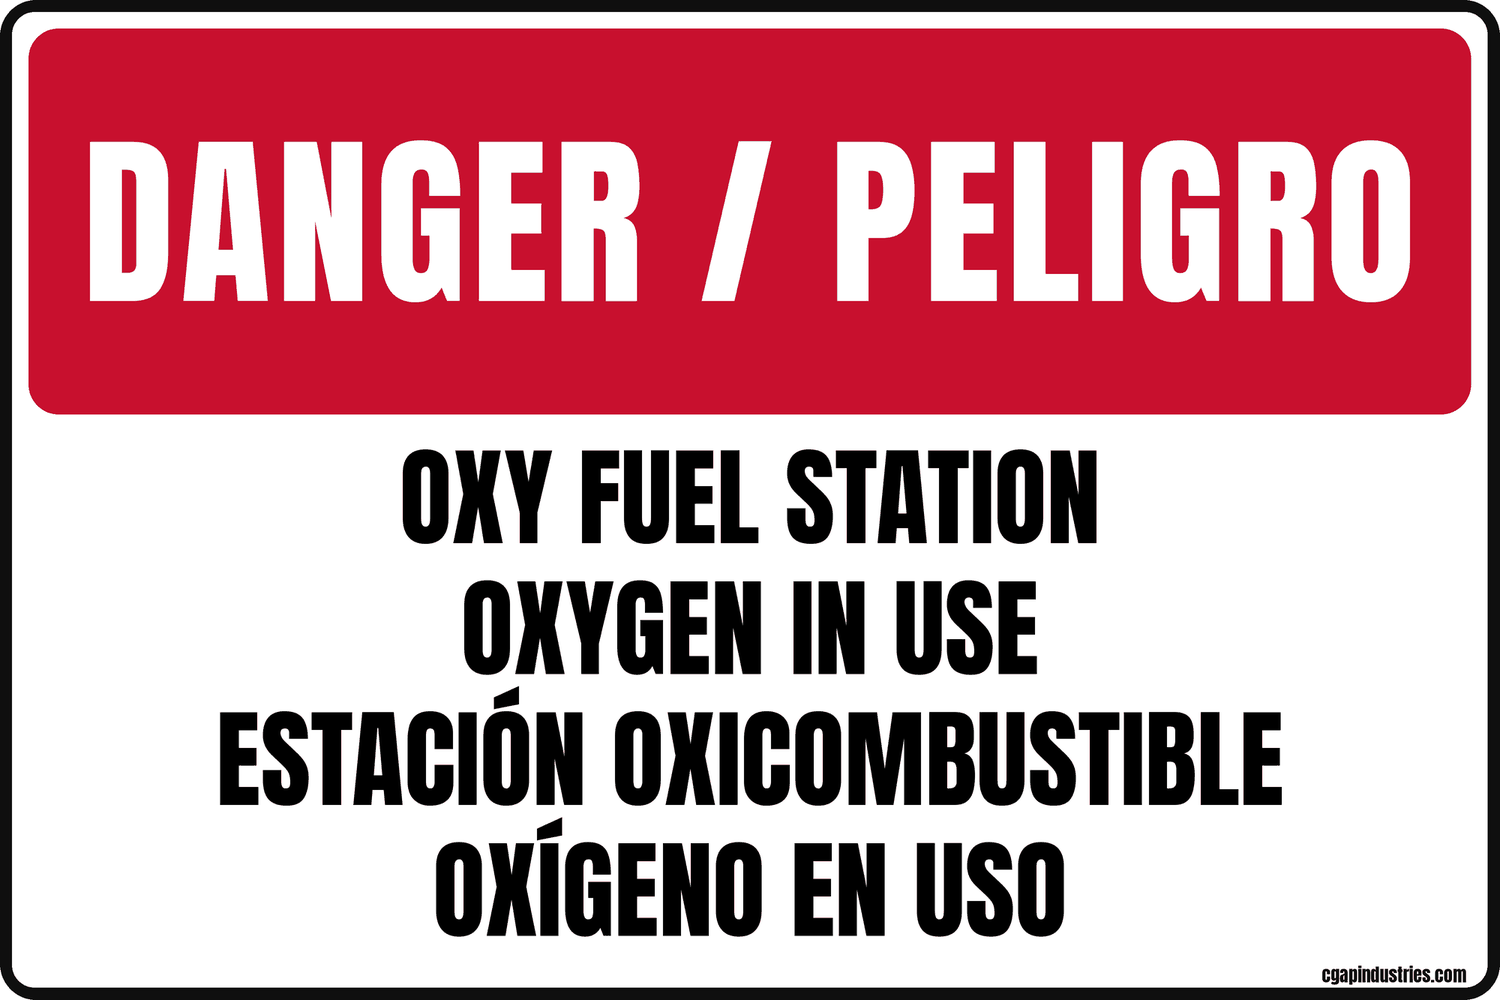 DANGER / PELIGRO
OXY FUEL STATION
OXYGEN IN USE
ESTACIÓN OXICOMBUSTIBLE
OXÍGENO EN USO
cgapindustries.com